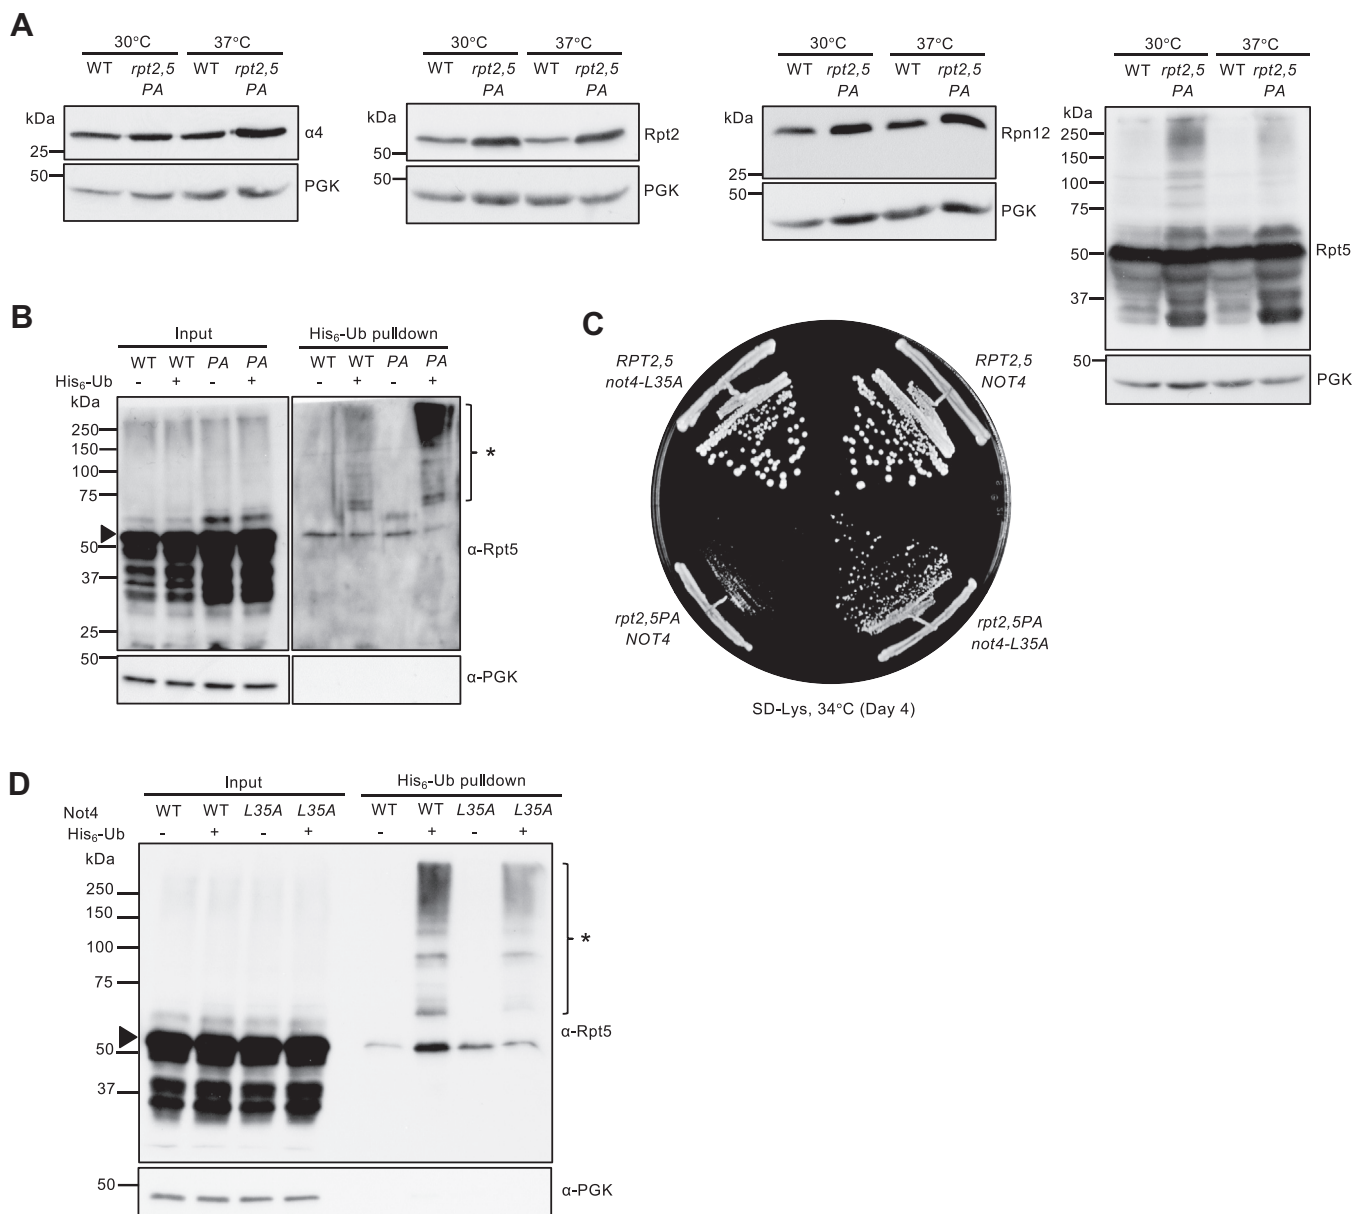 A
30°C 37°C
WT rpt2,5 WT rpt2,5
PA PA
kDa
25
50
α4
PGK
30°C 37°C
WT rpt2,5 WT rpt2,5
PA PA
kDa
50
50
Rpt2
PGK
30°C 37°C
WT rpt2,5 WT rpt2,5
PA PA
kDa
25
50
Rpn12
PGK
30°C 37°C
WT rpt2,5 WT rpt2,5
PA PA
kDa
250
150
100
75
50
37
50
Rpt5
PGK
B
Input His₆-Ub pulldown
WT WT PA PA WT WT PA PA
His₆-Ub - + - + - + - +
kDa
250
150
100
75
50
37
25
50
*
α-Rpt5
α-PGK
C
RPT2,5
not4-L35A
RPT2,5
NOT4
rpt2,5PA
NOT4
rpt2,5PA
not4-L35A
SD-Lys, 34°C (Day 4)
D
Input His₆-Ub pulldown
Not4 WT WT L35A L35A WT WT L35A L35A
His₆-Ub - + - + - + - +
kDa
250
150
100
75
50
37
50
*
α-Rpt5
α-PGK